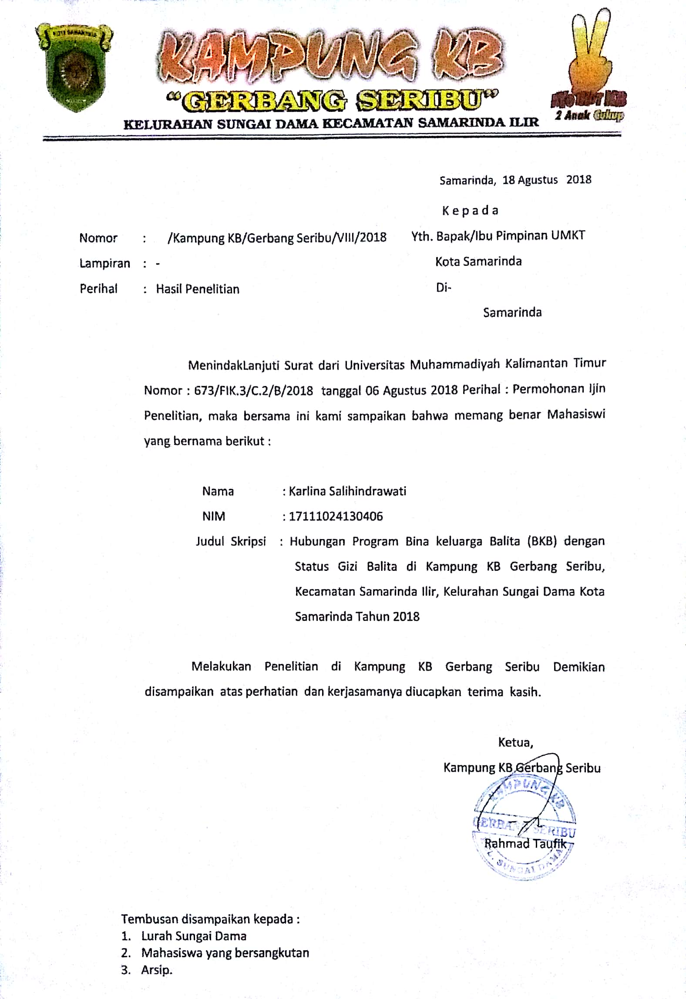 KOTA SAMARINDA
KAMPUNG KB
“GERBANG SERIBU”
KELURAHAN SUNGAI DAMA KECAMATAN SAMARINDA ILIR
KB
2 Anak Cukup
Samarinda, 18 Agustus 2018
K e p a d a
Nomor : /Kampung KB/Gerbang Seribu/VIII/2018 Yth. Bapak/Ibu Pimpinan UMKT
Lampiran : - Kota Samarinda
Perihal : Hasil Penelitian Di-
Samarinda
MenindakLanjuti Surat dari Universitas Muhammadiyah Kalimantan Timur
Nomor : 673/FIK.3/C.2/B/2018 tanggal 06 Agustus 2018 Perihal : Permohonan Ijin
Penelitian, maka bersama ini kami sampaikan bahwa memang benar Mahasiswi
yang bernama berikut :
Nama : Karlina Salihindrawati
NIM : 17111024130406
Judul Skripsi : Hubungan Program Bina keluarga Balita (BKB) dengan
Status Gizi Balita di Kampung KB Gerbang Seribu,
Kecamatan Samarinda Ilir, Kelurahan Sungai Dama Kota
Samarinda Tahun 2018
Melakukan Penelitian di Kampung KB Gerbang Seribu Demikian
disampaikan atas perhatian dan kerjasamanya diucapkan terima kasih.
Ketua,
Kampung KB Gerbang Seribu
KAMPUNG KB
GERBANG SERIBU
Rahmad Taufik
L. SUNGAI DAMA
Tembusan disampaikan kepada :
1. Lurah Sungai Dama
2. Mahasiswa yang bersangkutan
3. Arsip.